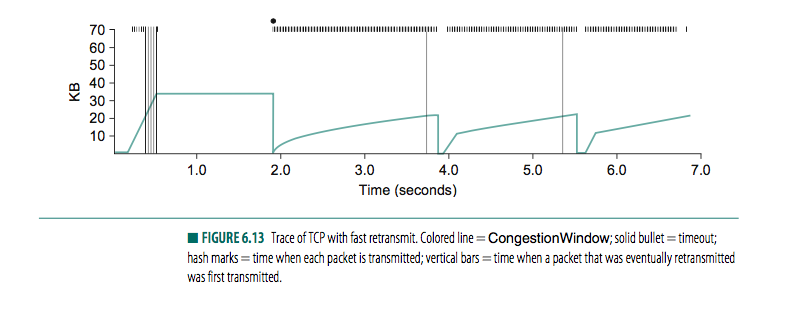 70
60
50
40
30
20
10
KB
1.0 2.0 3.0 4.0 5.0 6.0 7.0
Time (seconds)
■ FIGURE 6.13 Trace of TCP with fast retransmit. Colored line = CongestionWindow; solid bullet = timeout;
hash marks = time when each packet is transmitted; vertical bars = time when a packet that was eventually retransmitted
was first transmitted.